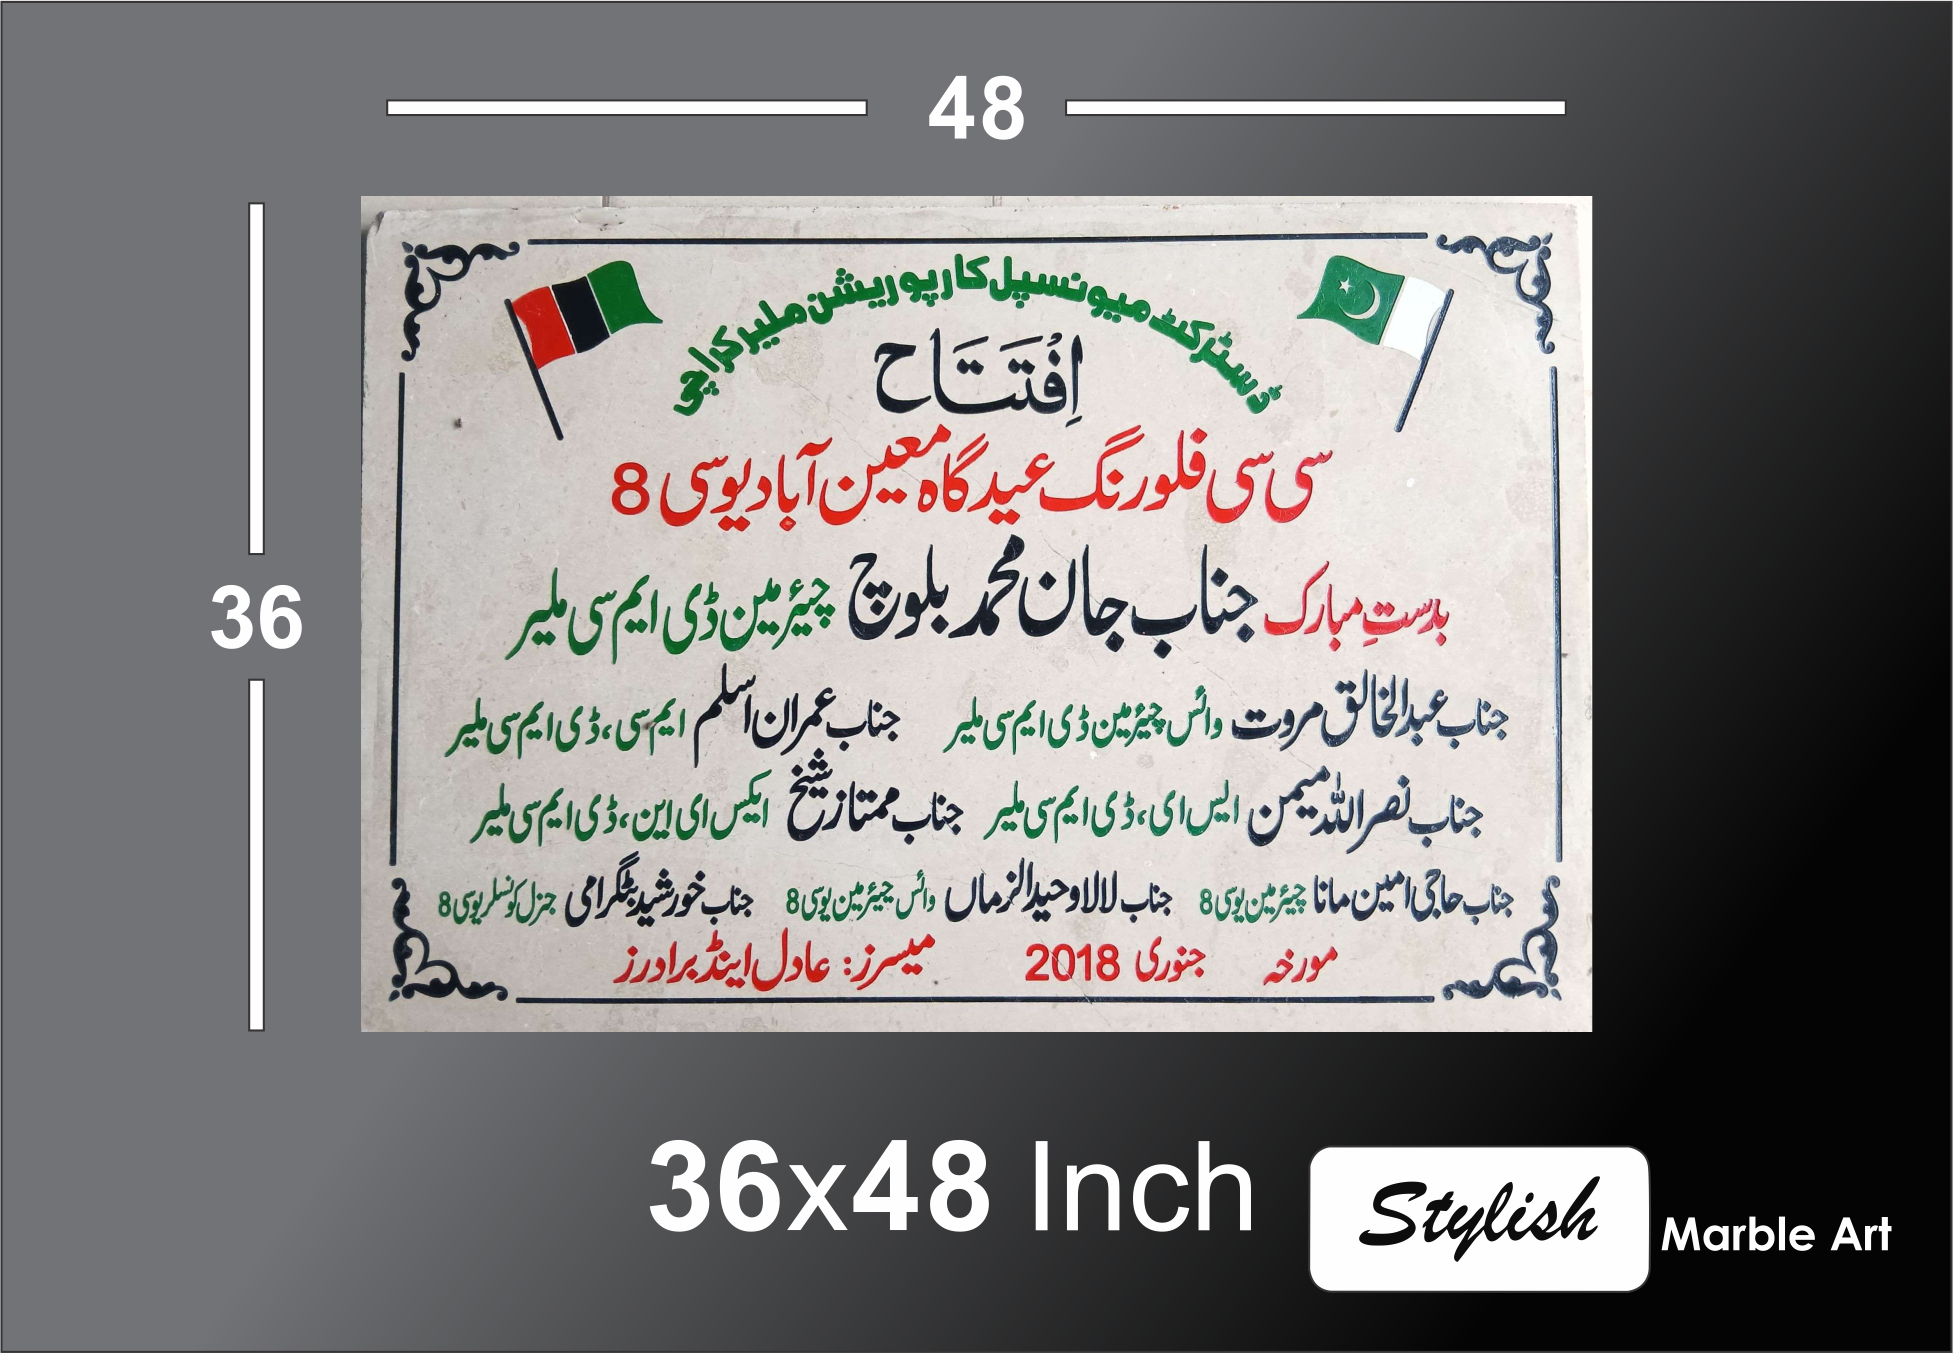 48
36
ڈسٹرکٹ میونسپل کارپوریشن ملیر کراچی
اِفْتَتَاح
سی سی فلورنگ عیدگاہ معین آباد یوسی 8
بدستِ مبارک جناب جان محمد بلوچ چیئرمین ڈی ایم سی ملیر
جناب عبدالخالق مروت وائس چیئرمین ڈی ایم سی ملیر جناب عمران اسلم ایم سی، ڈی ایم سی ملیر
جناب نصراللہ میمن ایس ای، ڈی ایم سی ملیر جناب ممتاز شیخ ایکس ای این، ڈی ایم سی ملیر
جناب حاجی امین مانا چیئرمین یوسی 8 جناب لالا وحیدالزماں وائس چیئرمین یوسی 8 جناب خورشید بٹگرامی جنرل کونسلر یوسی 8
مورخہ جنوری 2018 میسرز: عادل اینڈ برادرز
36x48 Inch
Stylish Marble Art